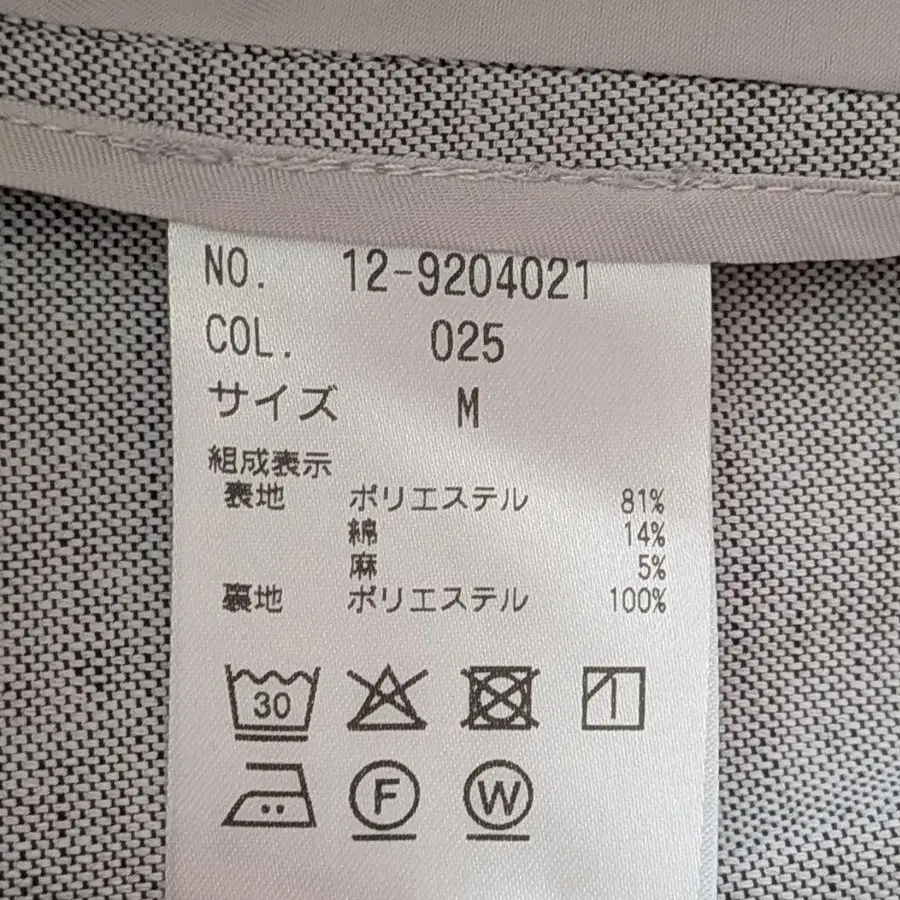 NO. 12-9204021
COL. 025
サイズ M
組成表示
表地 ポリエステル 81%
綿 14%
麻 5%
裏地 ポリエステル 100%
30
F W